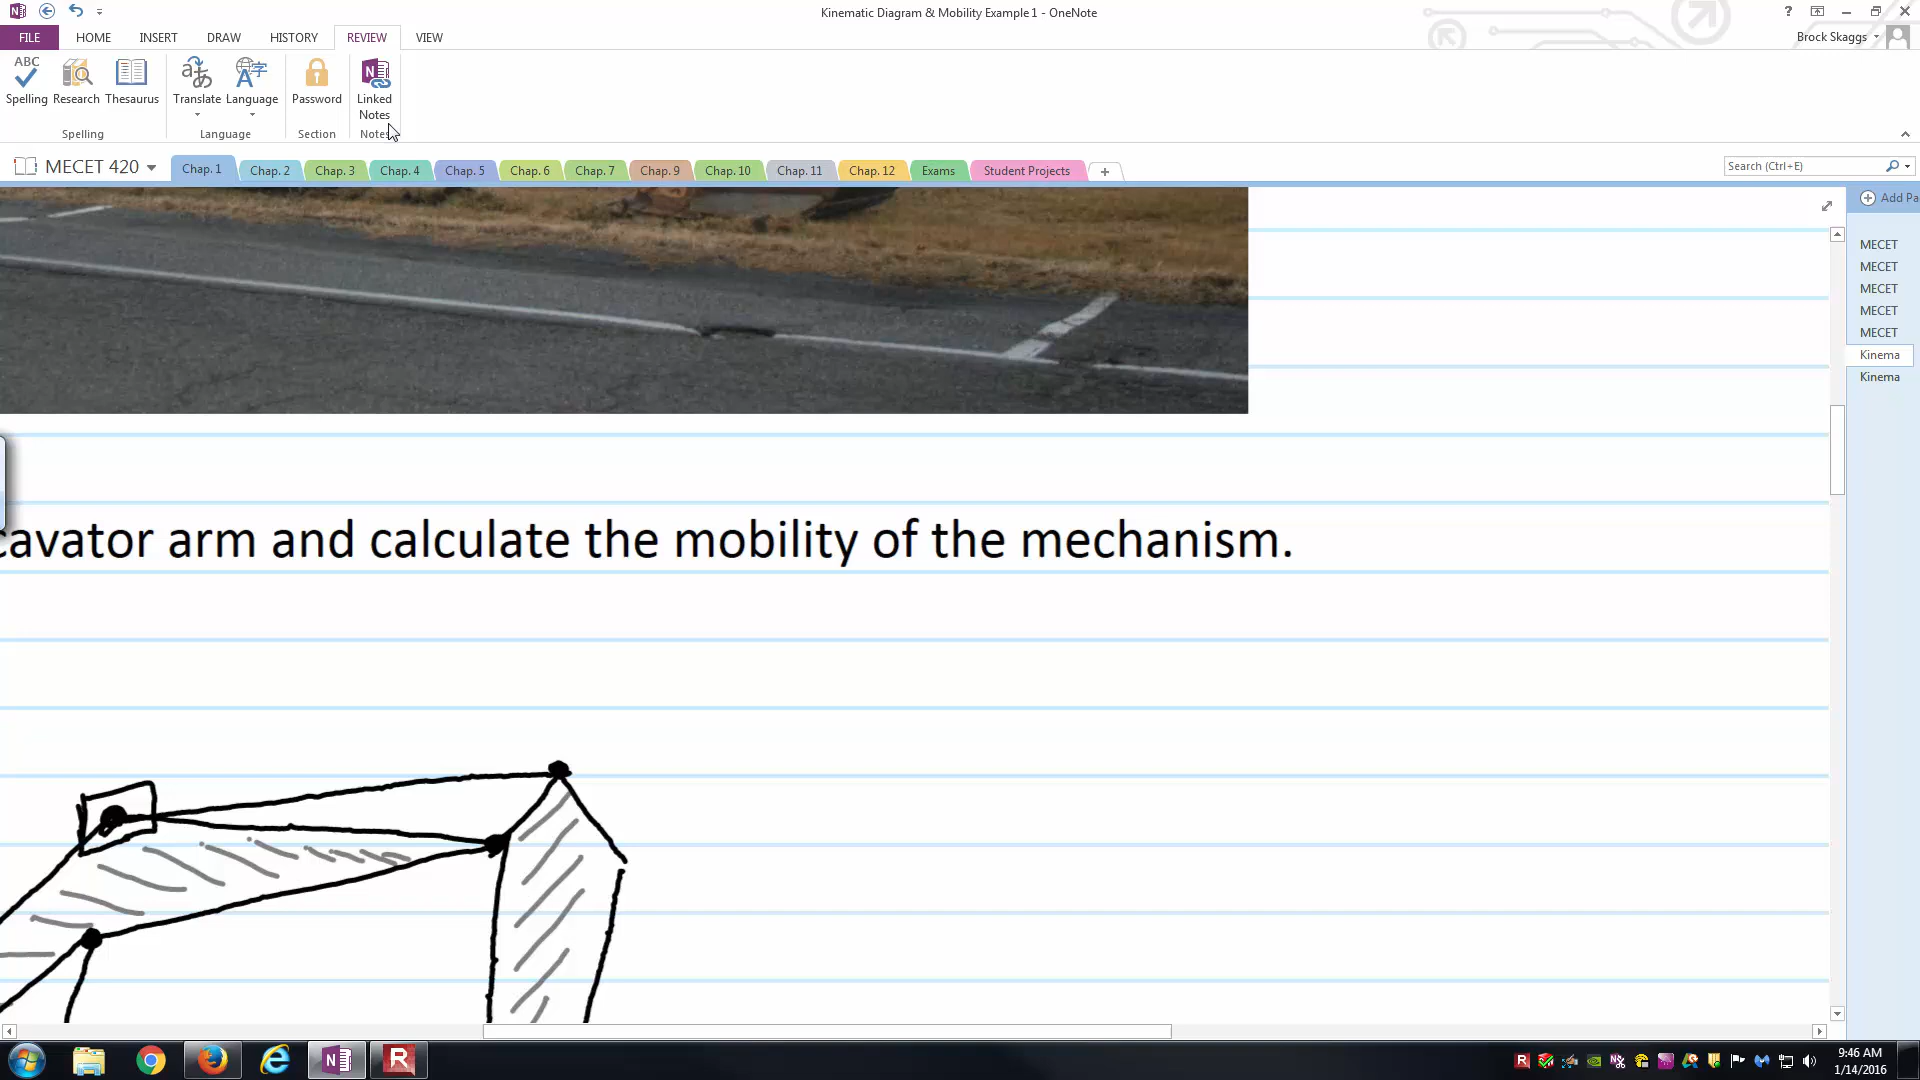 Kinematic Diagram & Mobility Example 1 - OneNote
?
FILE HOME INSERT DRAW HISTORY REVIEW VIEW
Brock Skaggs
ABC
Spelling Research Thesaurus Translate Language Password Linked Notes
Spelling Language Section Notes
MECET 420 Chap. 1 Chap. 2 Chap. 3 Chap. 4 Chap. 5 Chap. 6 Chap. 7 Chap. 9 Chap. 10 Chap. 11 Chap. 12 Exams Student Projects +
Search (Ctrl+E)
Add Pa
MECET
MECET
MECET
MECET
MECET
Kinema
Kinema
cavator arm and calculate the mobility of the mechanism.
9:46 AM
1/14/2016